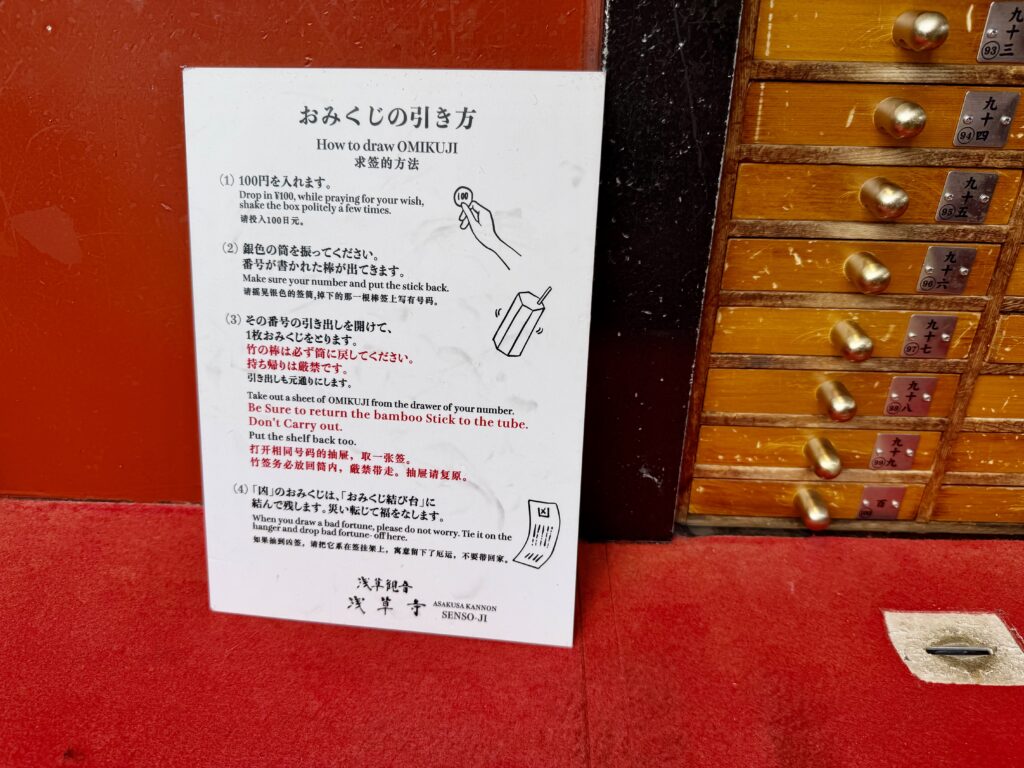 おみくじの引き方
How to draw OMIKUJI
求签的方法
(1) 100円を入れます。
Drop in ¥100, while praying for your wish,
shake the box politely a few times.
请投入100日元。
100
(2) 銀色の筒を振ってください。
番号が書かれた棒が出てきます。
Make sure your number and put the stick back.
请摇晃银色的签筒,掉下的那一根棒签上写有号码。
(3) その番号の引き出しを開けて、
1枚おみくじをとります。
竹の棒は必ず筒に戻してください。
持ち帰りは厳禁です。
引き出しも元通りにします。
Take out a sheet of OMIKUJI from the drawer of your number.
Be Sure to return the bamboo Stick to the tube.
Don't Carry out.
Put the shelf back too.
打开相同号码的抽屉，取一张签。
竹签务必放回筒内，严禁带走。抽屉请复原。
(4) 「凶」のおみくじは、「おみくじ結び台」に
結んで残します。災い転じて福をなします。
When you draw a bad fortune, please do not worry. Tie it on the
hanger and drop bad fortune- off here.
如果抽到凶签，请把它系在签挂架上，寓意留下了厄运，不要带回家。
凶
浅草観音
浅草寺
ASAKUSA KANNON
SENSO-JI
九十三
93
九十四
94
九十五
95
九十六
96
九十七
97
九十八
98
九十九
99
百
100